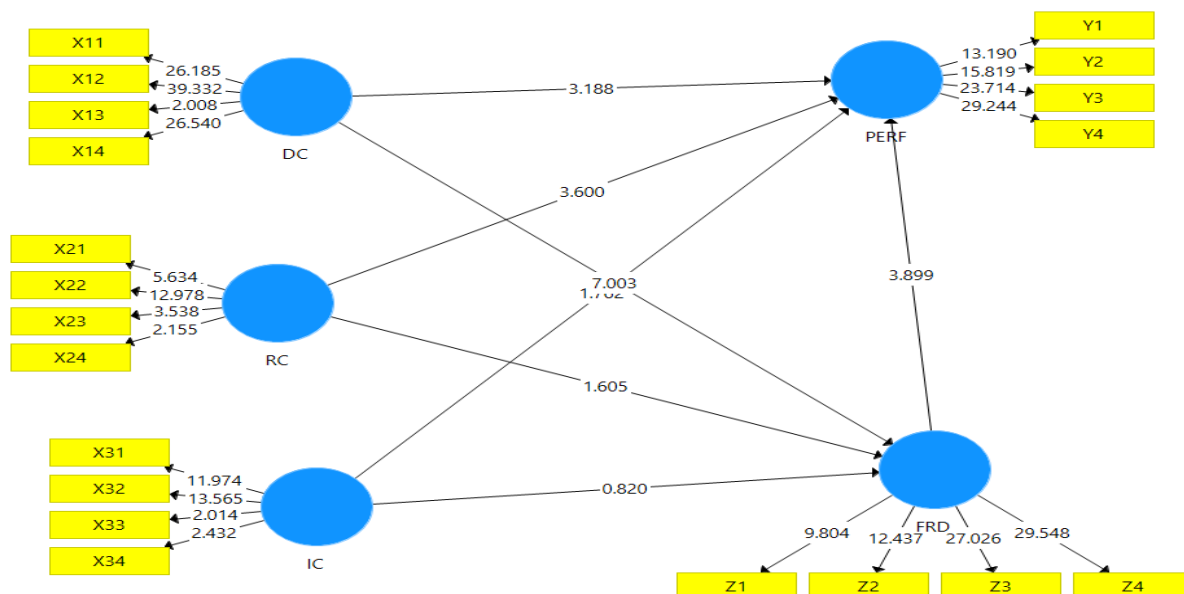 X11
X12
X13
X14
26.185
39.332
2.008
26.540
DC
X21
X22
X23
X24
5.634
12.978
3.538
2.155
RC
X31
X32
X33
X34
11.974
13.565
2.014
2.432
IC
3.188
3.600
7.003
1.605
0.820
3.899
PERF
13.190
15.819
23.714
29.244
Y1
Y2
Y3
Y4
FRD
9.804
12.437
27.026
29.548
Z1
Z2
Z3
Z4